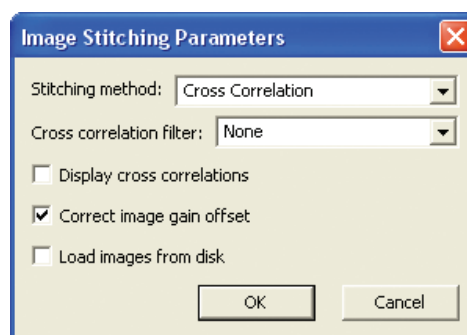 Image Stitching Parameters
Stitching method: Cross Correlation
Cross correlation filter: None
Display cross correlations
Correct image gain offset
Load images from disk
OK Cancel